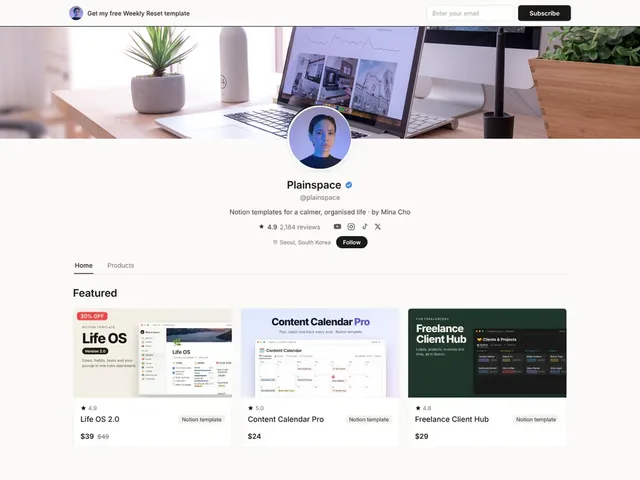 Get my free Weekly Reset template
Enter your email
Subscribe
Plainspace
@plainspace
Notion templates for a calmer, organised life · by Mina Cho
★ 4.9 2,184 reviews
Seoul, South Korea
Follow
Home
Products
Featured
20% OFF
NOTION TEMPLATE
Life OS
Version 2.0
Life OS
★ 4.9
Life OS 2.0
Notion template
$39 $49
Content Calendar Pro
Content Calendar
★ 5.0
Content Calendar Pro
Notion template
$24
FOR FREELANCERS
Freelance
Client Hub
Clients & Projects
★ 4.8
Freelance Client Hub
Notion template
$29